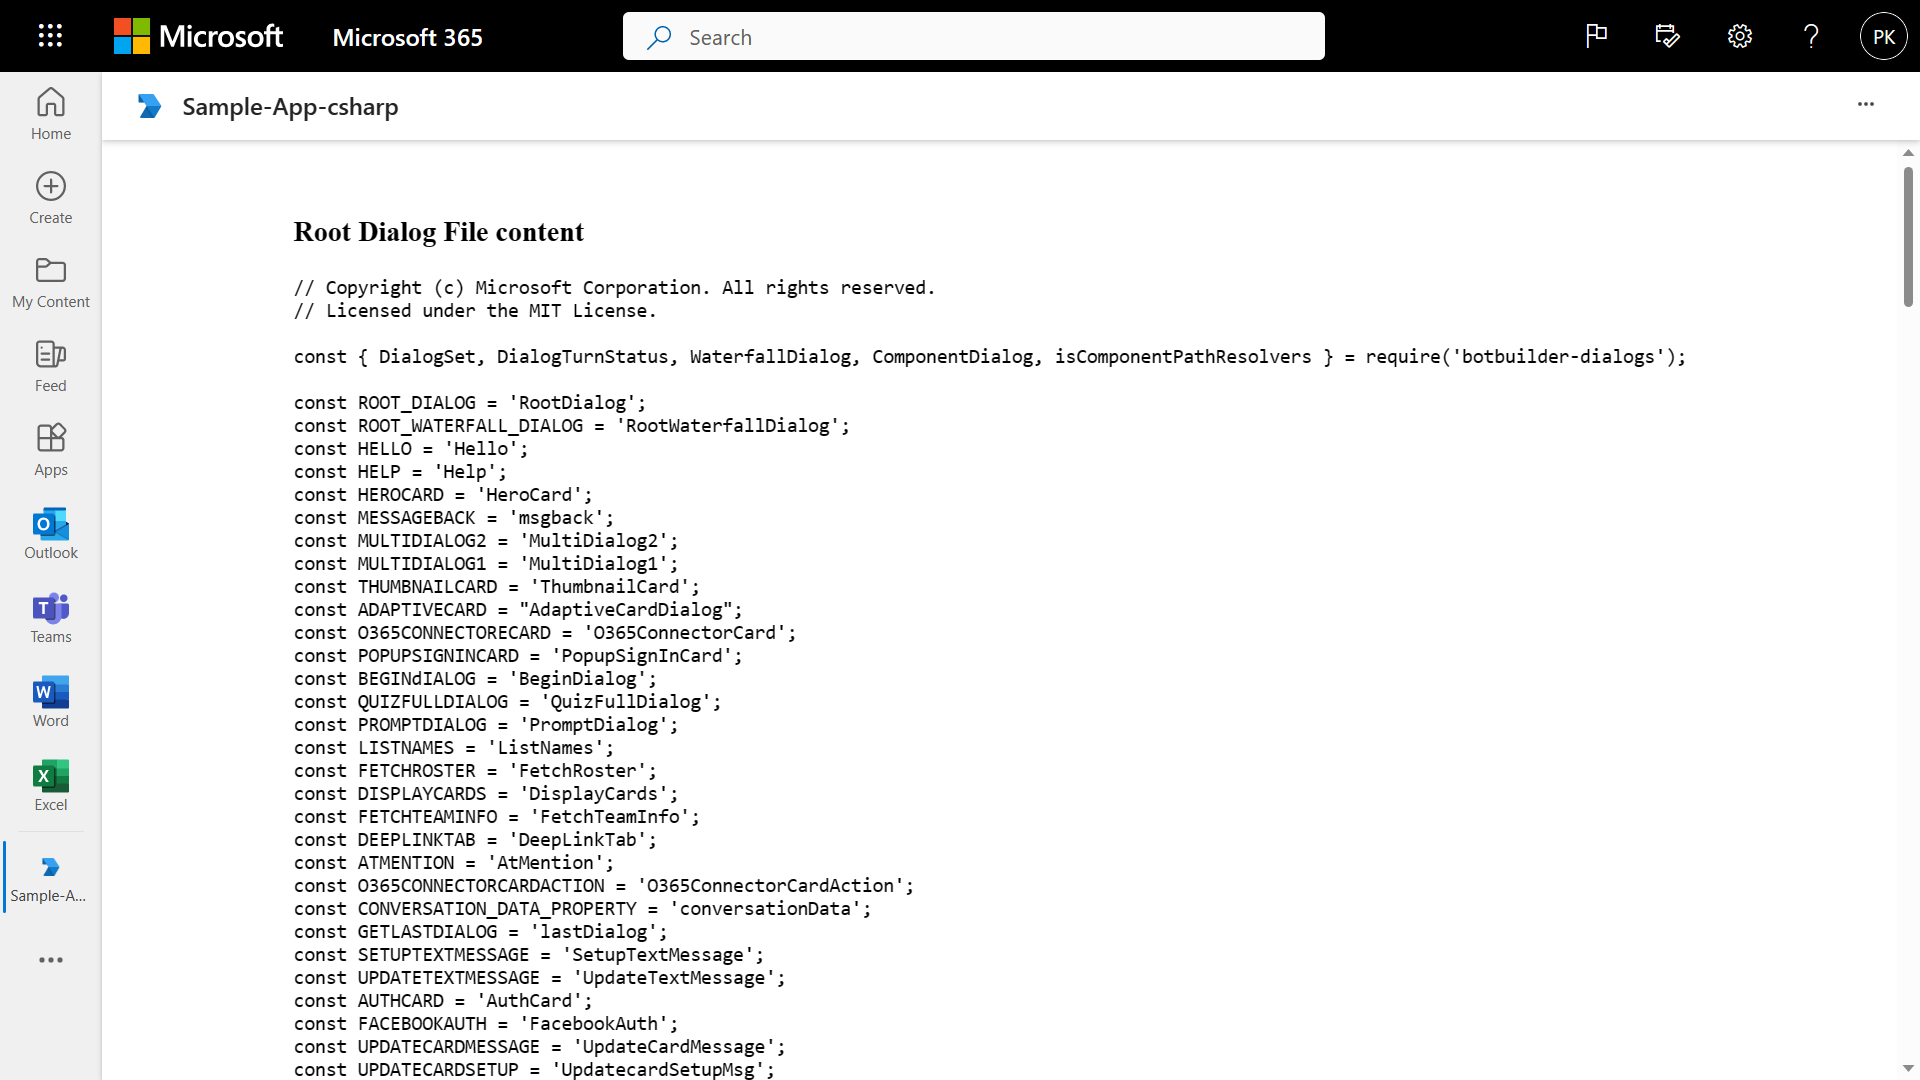 Microsoft
Microsoft 365
Search
?
PK
Home
Create
My Content
Feed
Apps
Outlook
Teams
Word
Excel
Sample-A...
Sample-App-csharp
Root Dialog File content
// Copyright (c) Microsoft Corporation. All rights reserved.
// Licensed under the MIT License.
const { DialogSet, DialogTurnStatus, WaterfallDialog, ComponentDialog, isComponentPathResolvers } = require('botbuilder-dialogs');
const ROOT_DIALOG = 'RootDialog';
const ROOT_WATERFALL_DIALOG = 'RootWaterfallDialog';
const HELLO = 'Hello';
const HELP = 'Help';
const HEROCARD = 'HeroCard';
const MESSAGEBACK = 'msgback';
const MULTIDIALOG2 = 'MultiDialog2';
const MULTIDIALOG1 = 'MultiDialog1';
const THUMBNAILCARD = 'ThumbnailCard';
const ADAPTIVECARD = "AdaptiveCardDialog";
const O365CONNECTORECARD = 'O365ConnectorCard';
const POPUPSIGNINCARD = 'PopupSignInCard';
const BEGINdIALOG = 'BeginDialog';
const QUIZFULLDIALOG = 'QuizFullDialog';
const PROMPTDIALOG = 'PromptDialog';
const LISTNAMES = 'ListNames';
const FETCHROSTER = 'FetchRoster';
const DISPLAYCARDS = 'DisplayCards';
const FETCHTEAMINFO = 'FetchTeamInfo';
const DEEPLINKTAB = 'DeepLinkTab';
const ATMENTION = 'AtMention';
const O365CONNECTORCARDACTION = 'O365ConnectorCardAction';
const CONVERSATION_DATA_PROPERTY = 'conversationData';
const GETLASTDIALOG = 'lastDialog';
const SETUPTEXTMESSAGE = 'SetupTextMessage';
const UPDATETEXTMESSAGE = 'UpdateTextMessage';
const AUTHCARD = 'AuthCard';
const FACEBOOKAUTH = 'FacebookAuth';
const UPDATECARDMESSAGE = 'UpdateCardMessage';
const UPDATECARDSETUP = 'UpdatecardSetupMsg';